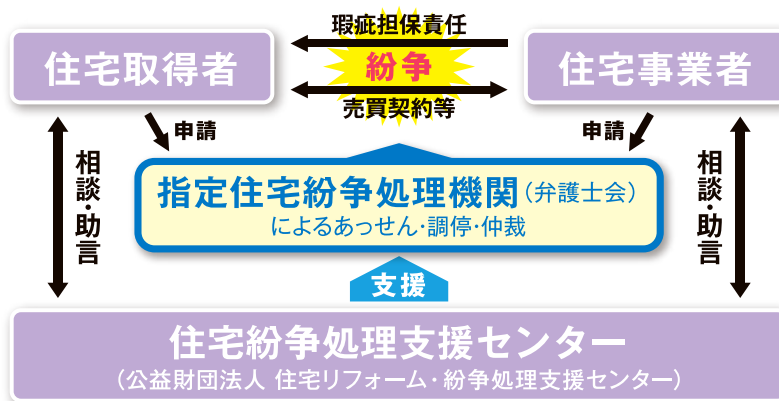 瑕疵担保責任
住宅取得者
紛争
住宅事業者
売買契約等
申請
申請
相談・助言
指定住宅紛争処理機関(弁護士会)
によるあっせん・調停・仲裁
相談・助言
支援
住宅紛争処理支援センター
(公益財団法人 住宅リフォーム・紛争処理支援センター)